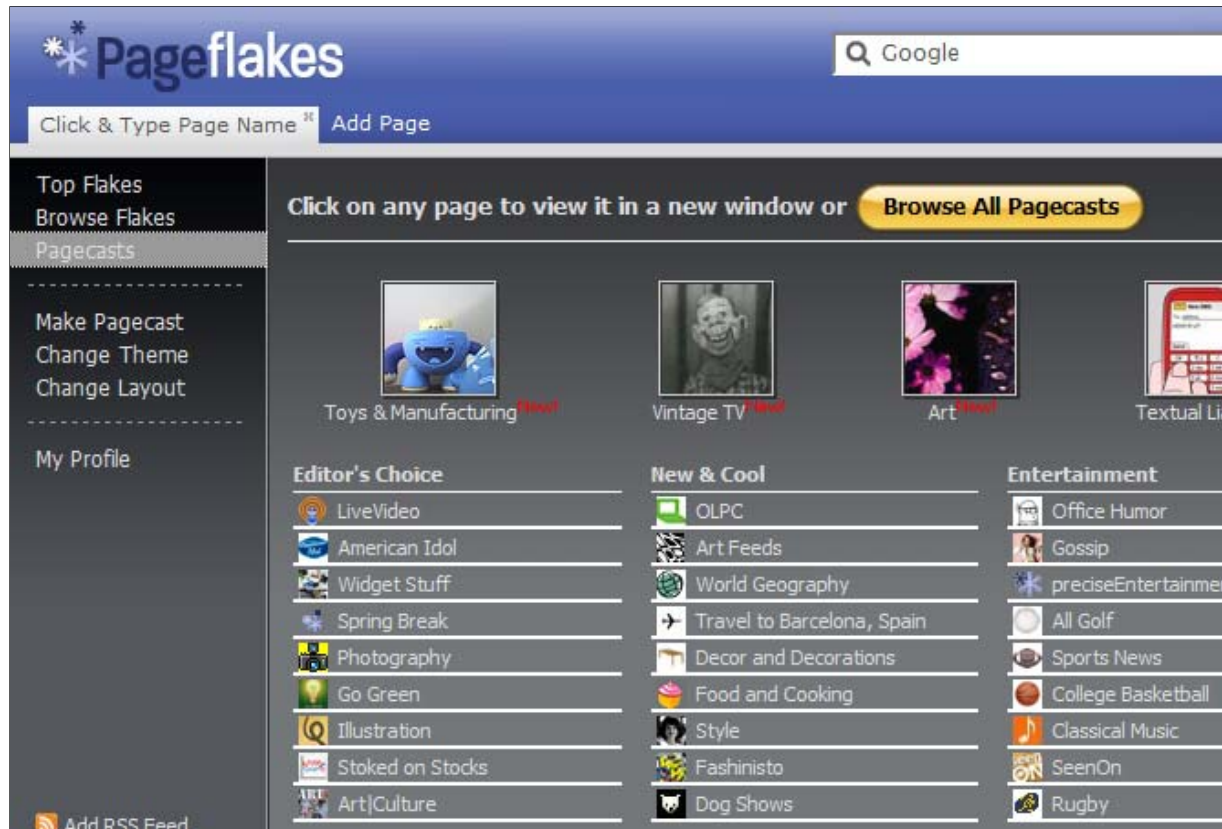 Pageflakes
Google
Click & Type Page Name
Add Page
Top Flakes
Browse Flakes
Pagecasts
Make Pagecast
Change Theme
Change Layout
My Profile
Add RSS Feed
Click on any page to view it in a new window or Browse All Pagecasts
Toys & Manufacturing New!
Vintage TV New!
Art New!
Textual
Editor's Choice
LiveVideo
American Idol
Widget Stuff
Spring Break
Photography
Go Green
Illustration
Stoked on Stocks
Art|Culture
New & Cool
OLPC
Art Feeds
World Geography
Travel to Barcelona, Spain
Decor and Decorations
Food and Cooking
Style
Fashinisto
Dog Shows
Entertainment
Office Humor
Gossip
All Golf
Sports News
College Basketball
Classical Music
SeenOn
Rugby